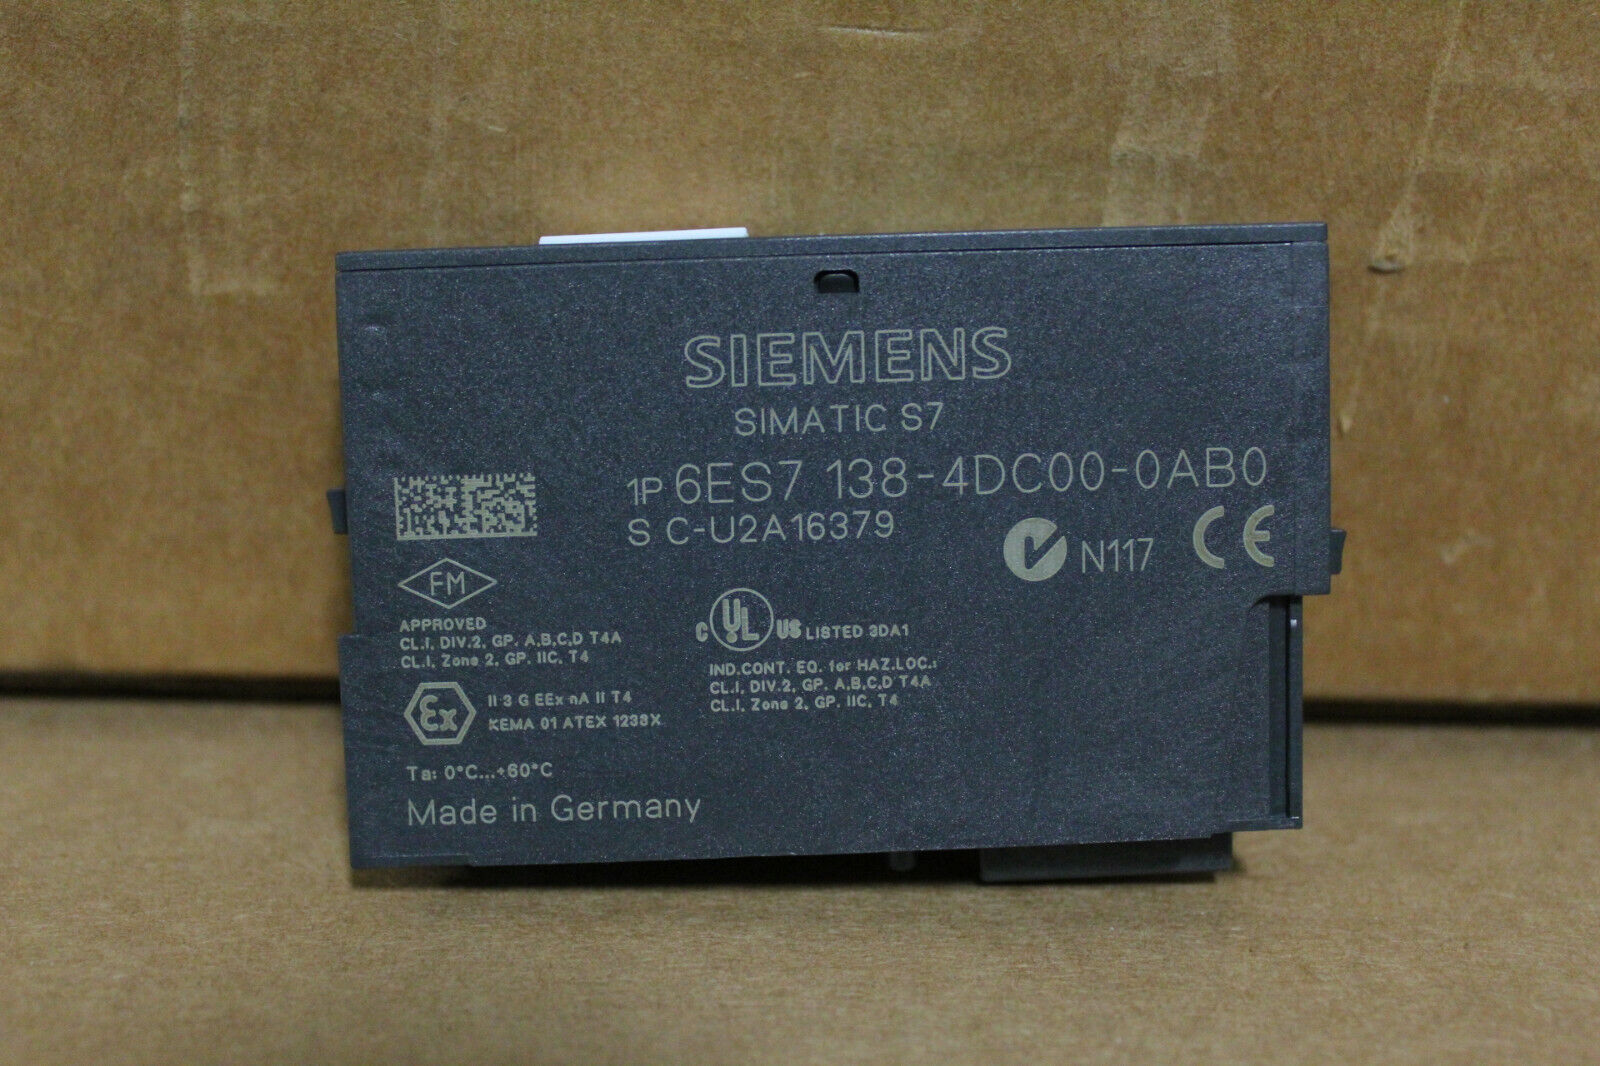 SIEMENS
SIMATIC S7
1P 6ES7 138-4DC00-0AB0
S C-U2A16379
N117 CE
FM
APPROVED
CL.I, DIV.2, GP. A,B,C,D T4A
CL.I, Zone 2, GP. IIC, T4
C UL US LISTED 3DA1
IND.CONT. EQ. for HAZ.LOC.:
CL.I, DIV.2, GP. A,B,C,D T4A
CL.I, Zone 2, GP. IIC, T4
Ex II 3 G EEx nA II T4
KEMA 01 ATEX 1238X
Ta: 0°C...+60°C
Made in Germany